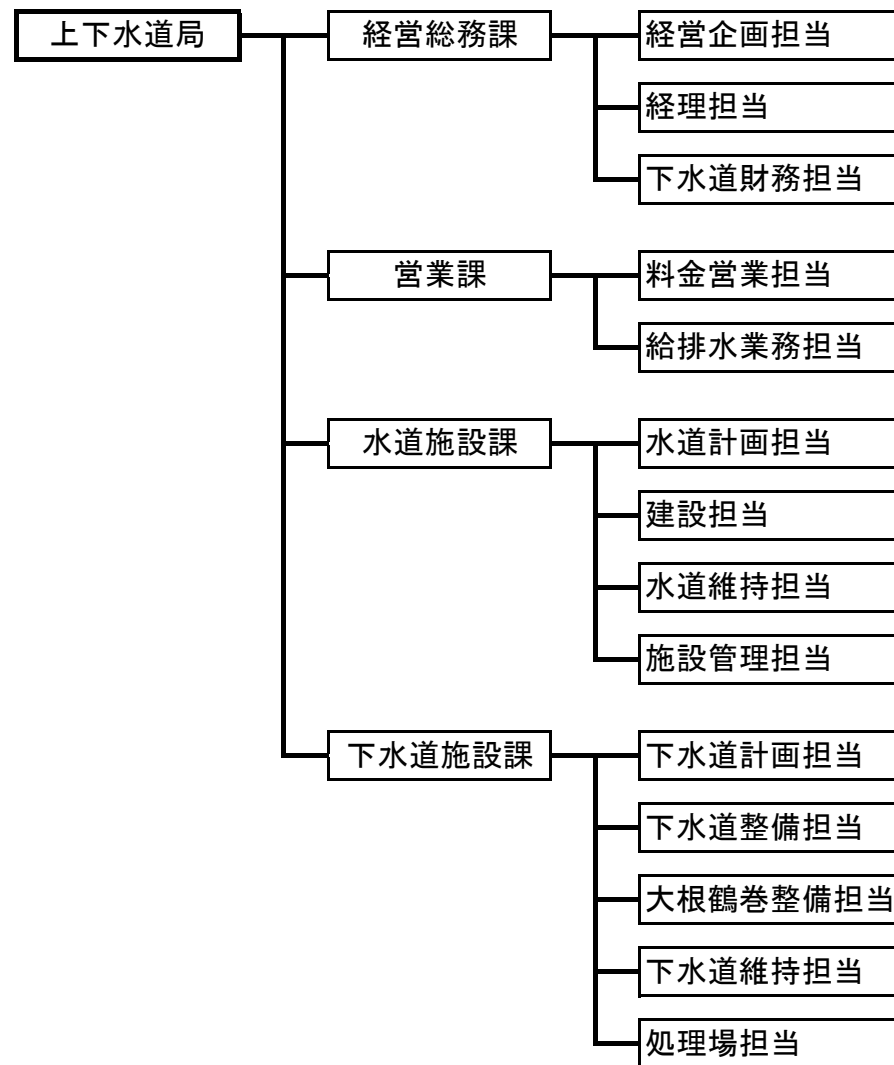 上下水道局
経営総務課
経営企画担当
経理担当
下水道財務担当
営業課
料金営業担当
給排水業務担当
水道施設課
水道計画担当
建設担当
水道維持担当
施設管理担当
下水道施設課
下水道計画担当
下水道整備担当
大根鶴巻整備担当
下水道維持担当
処理場担当